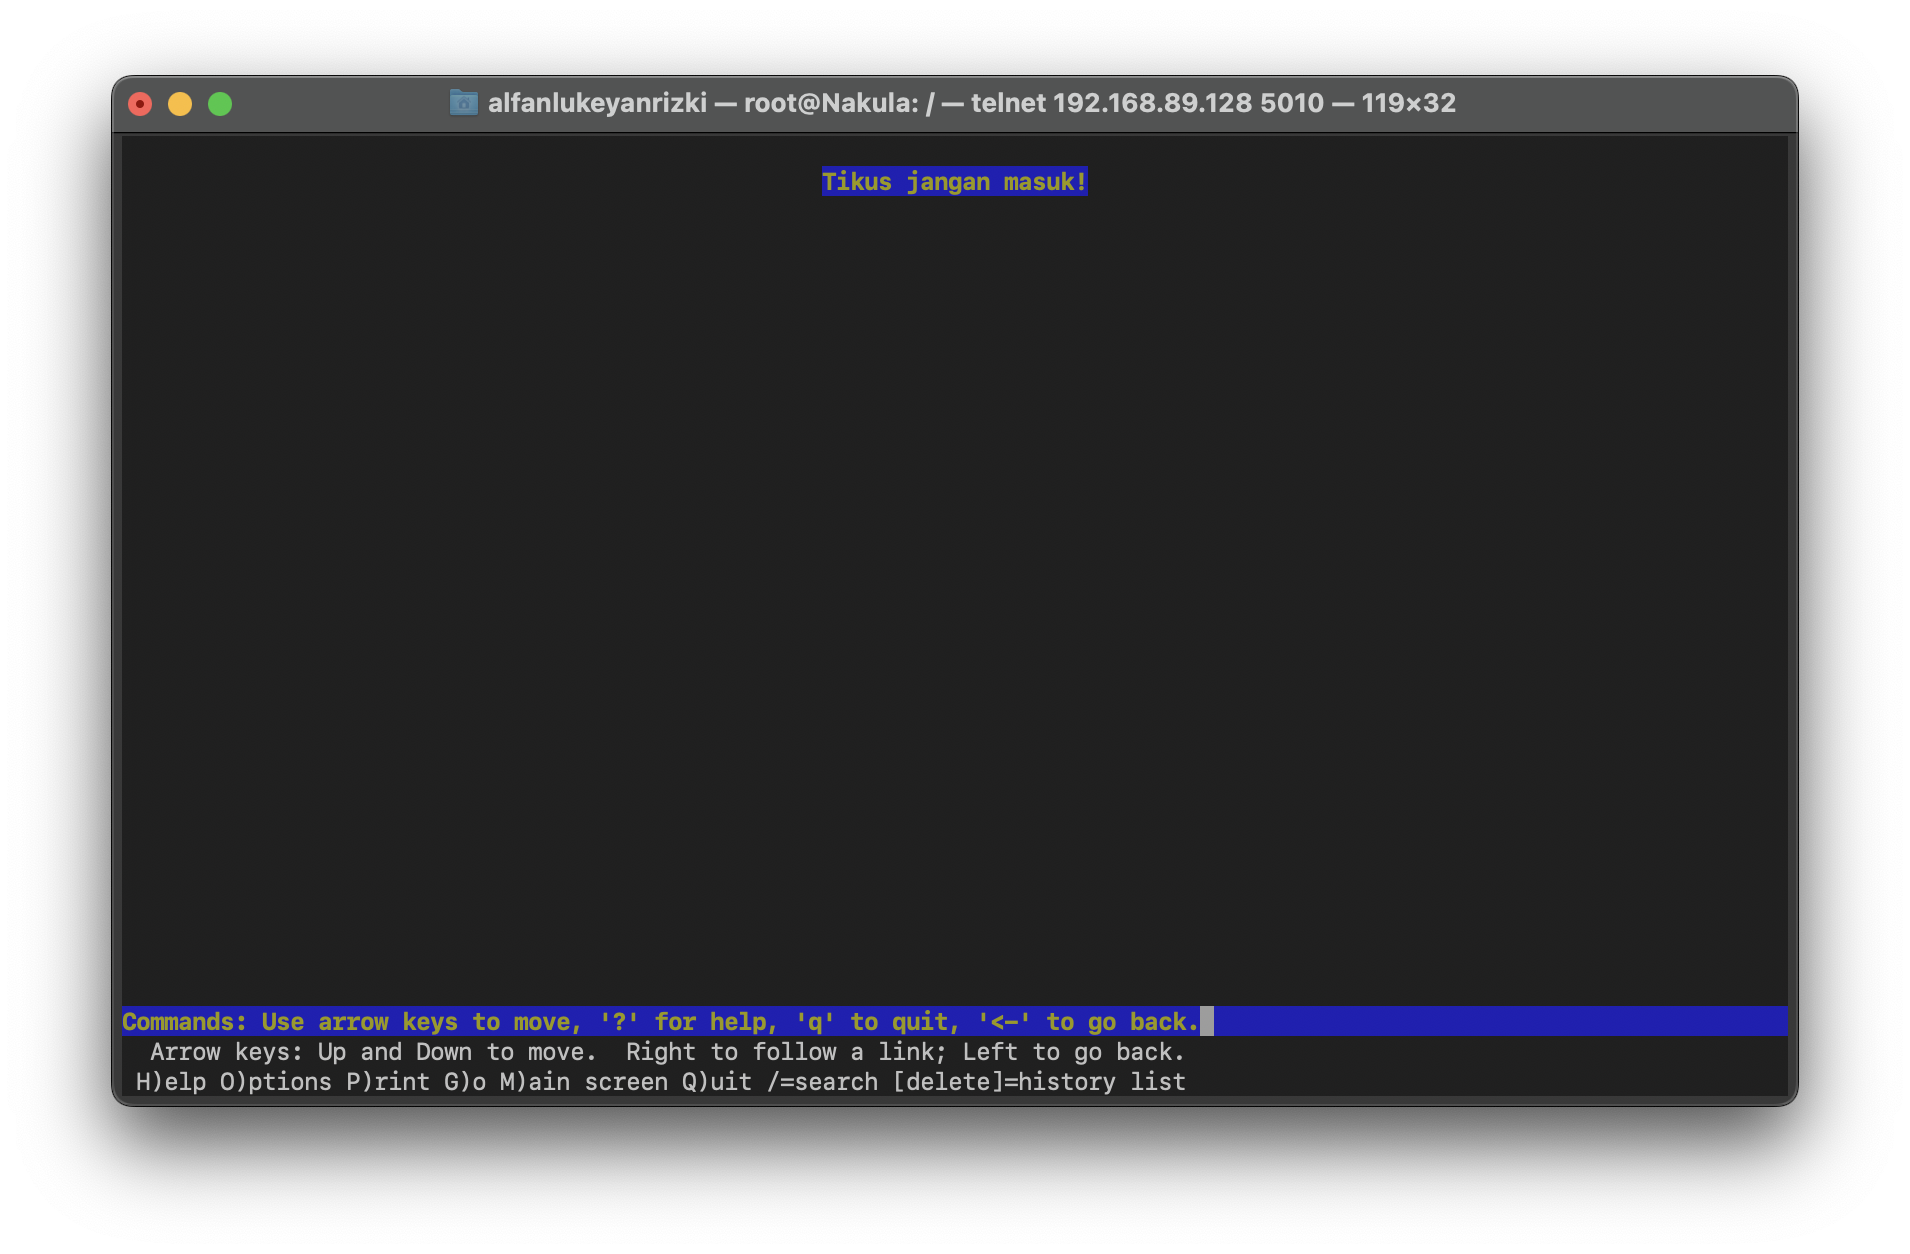 alfanlukeyanrizki — root@Nakula: / — telnet 192.168.89.128 5010 — 119×32
Tikus jangan masuk!
Commands: Use arrow keys to move, '?' for help, 'q' to quit, '<-' to go back.
Arrow keys: Up and Down to move.  Right to follow a link; Left to go back.
H)elp O)ptions P)rint G)o M)ain screen Q)uit /=search [delete]=history list